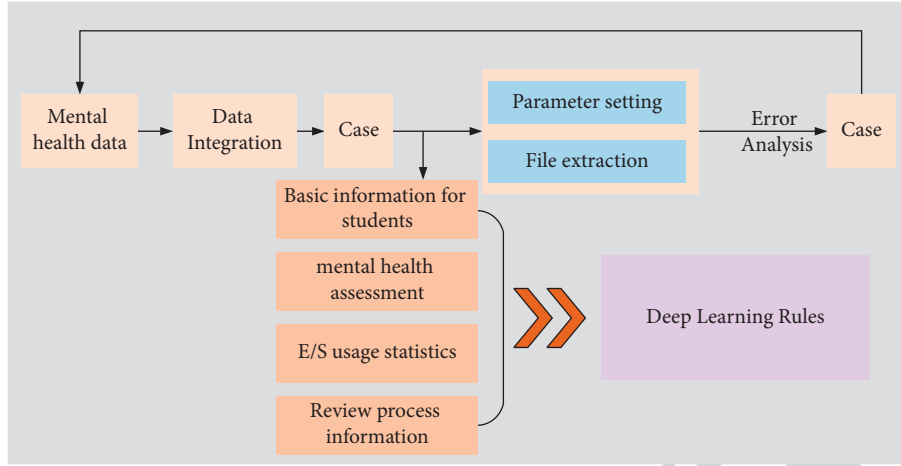 Mental
health data
Data
Integration
Case
Parameter setting
File extraction
Error
Analysis
Case
Basic information for
students
mental health
assessment
E/S usage statistics
Review process
information
Deep Learning Rules